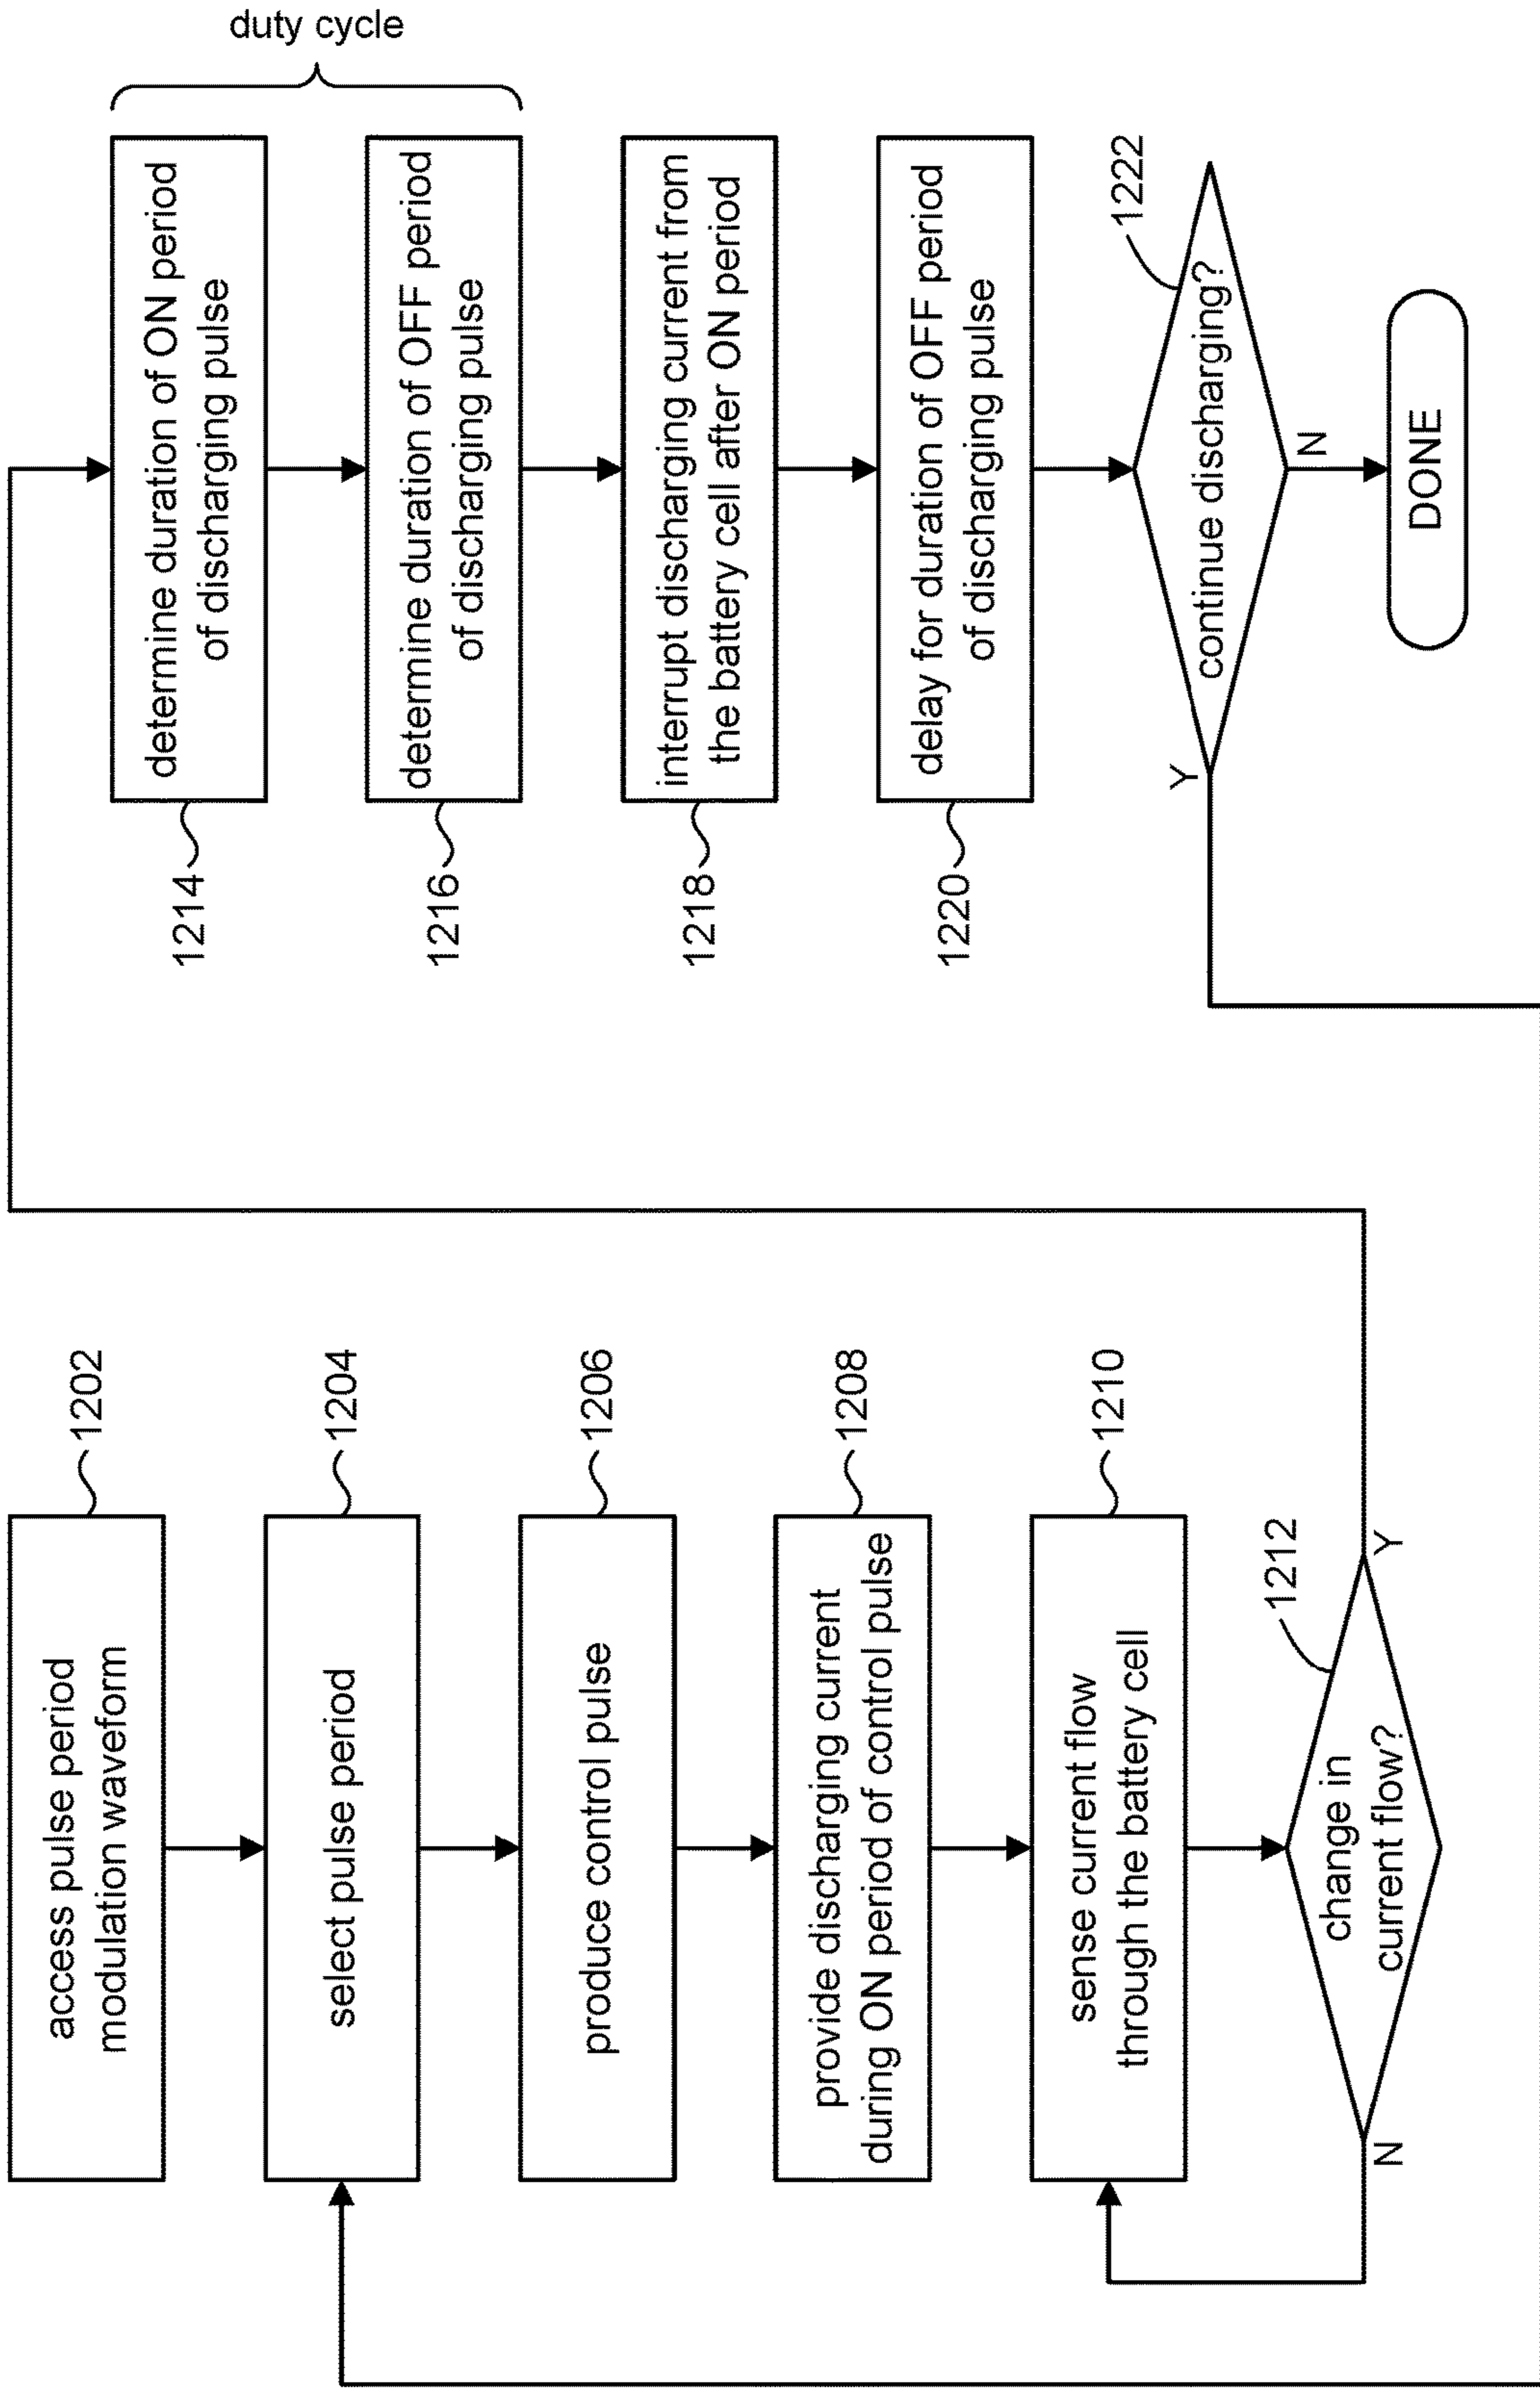 access pulse period
modulation waveform
1202
select pulse period
1204
produce control pulse
1206
provide discharging current
during ON period of control pulse
1208
sense current flow
through the battery cell
1210
change in
current flow?
1212
N
Y
duty cycle
determine duration of ON period
of discharging pulse
1214
determine duration of OFF period
of discharging pulse
1216
interrupt discharging current from
the battery cell after ON period
1218
delay for duration of OFF period
of discharging pulse
1220
continue discharging?
1222
Y
N
DONE